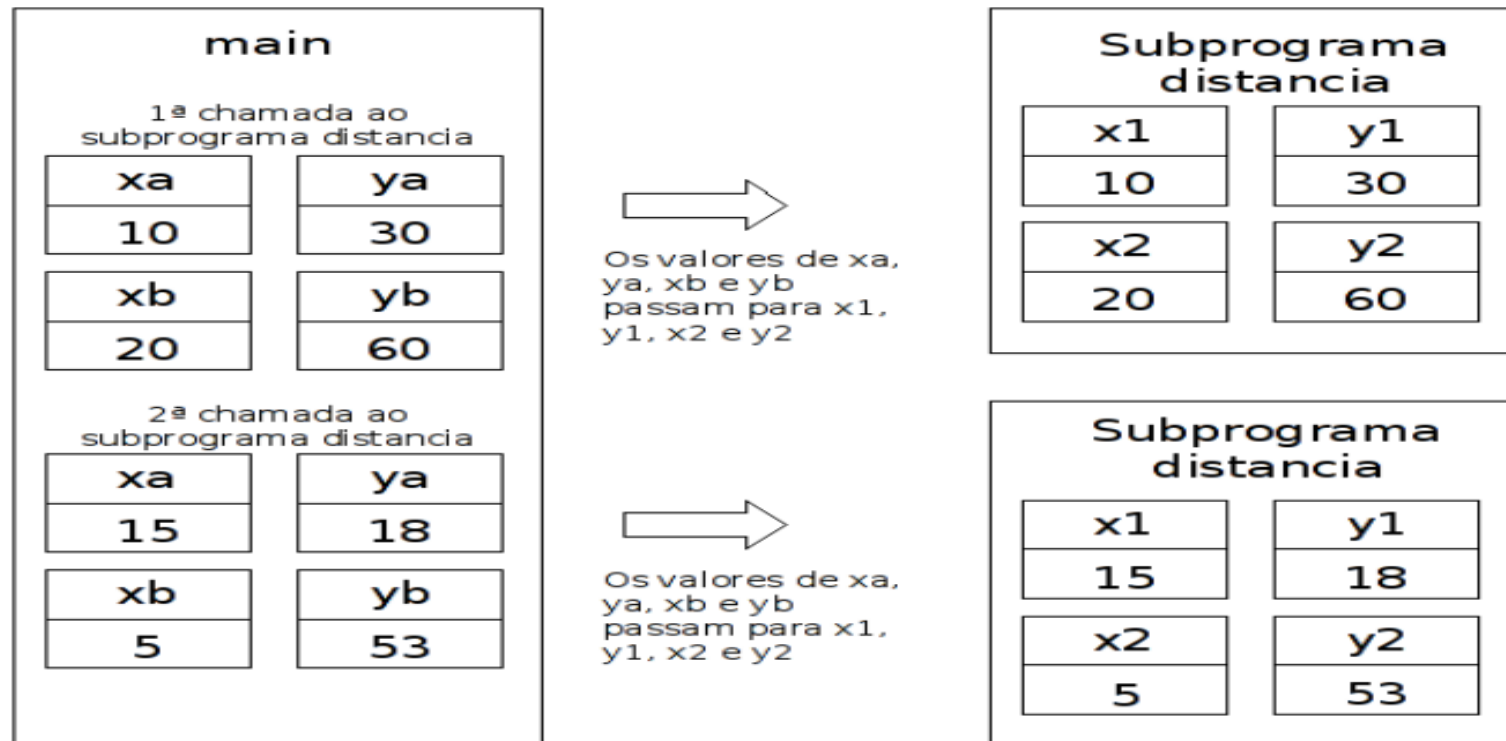 main
1ª chamada ao
subprograma distancia
xa ya
10 30
xb yb
20 60
2ª chamada ao
subprograma distancia
xa ya
15 18
xb yb
5 53
Os valores de xa,
ya, xb e yb
passam para x1,
y1, x2 e y2
Os valores de xa,
ya, xb e yb
passam para x1,
y1, x2 e y2
Subprograma
distancia
x1 y1
10 30
x2 y2
20 60
Subprograma
distancia
x1 y1
15 18
x2 y2
5 53